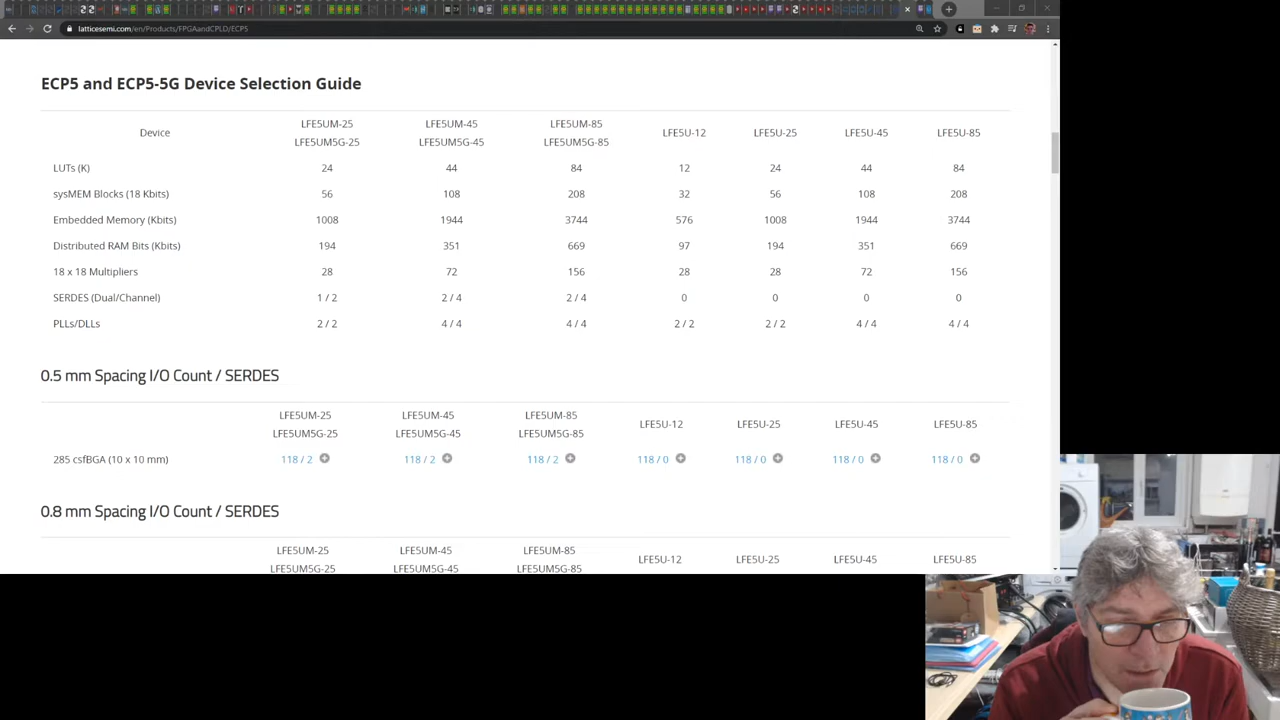 latticesemi.com/en/Products/FPGAandCPLD/ECP5
ECP5 and ECP5-5G Device Selection Guide
Device LFE5UM-25 LFE5UM5G-25 LFE5UM-45 LFE5UM5G-45 LFE5UM-85 LFE5UM5G-85 LFE5U-12 LFE5U-25 LFE5U-45 LFE5U-85
LUTs (K) 24 44 84 12 24 44 84
sysMEM Blocks (18 Kbits) 56 108 208 32 56 108 208
Embedded Memory (Kbits) 1008 1944 3744 576 1008 1944 3744
Distributed RAM Bits (Kbits) 194 351 669 97 194 351 669
18 x 18 Multipliers 28 72 156 28 28 72 156
SERDES (Dual/Channel) 1 / 2 2 / 4 2 / 4 0 0 0 0
PLLs/DLLs 2 / 2 4 / 4 4 / 4 2 / 2 2 / 2 4 / 4 4 / 4
0.5 mm Spacing I/O Count / SERDES
LFE5UM-25 LFE5UM5G-25 LFE5UM-45 LFE5UM5G-45 LFE5UM-85 LFE5UM5G-85 LFE5U-12 LFE5U-25 LFE5U-45 LFE5U-85
285 csfBGA (10 x 10 mm) 118 / 2 118 / 2 118 / 2 118 / 0 118 / 0 118 / 0 118 / 0
0.8 mm Spacing I/O Count / SERDES
LFE5UM-25 LFE5UM5G-25 LFE5UM-45 LFE5UM5G-45 LFE5UM-85 LFE5UM5G-85 LFE5U-12 LFE5U-25 LFE5U-45 LFE5U-85